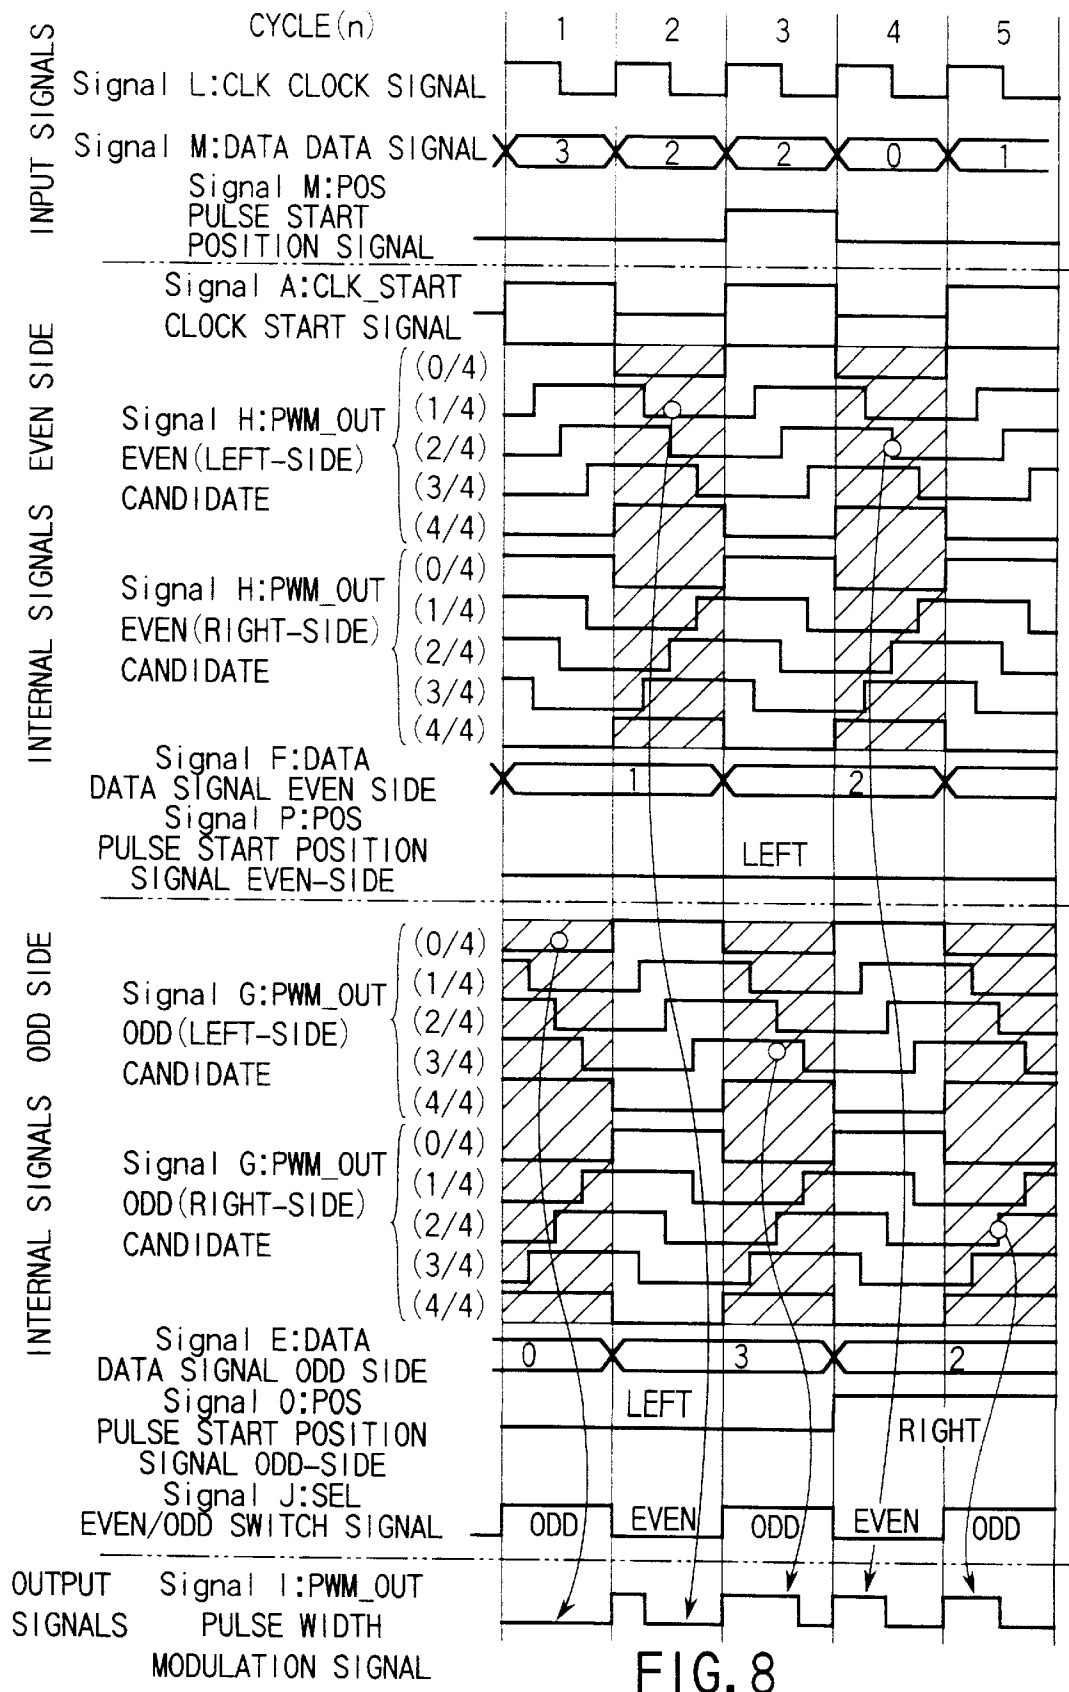 INPUT SIGNALS
CYCLE(n) 1 2 3 4 5
Signal L:CLK CLOCK SIGNAL
Signal M:DATA DATA SIGNAL 3 2 2 0 1
Signal M:POS
PULSE START
POSITION SIGNAL
INTERNAL SIGNALS EVEN SIDE
Signal A:CLK_START
CLOCK START SIGNAL
Signal H:PWM_OUT
EVEN(LEFT-SIDE)
CANDIDATE
(0/4)
(1/4)
(2/4)
(3/4)
(4/4)
Signal H:PWM_OUT
EVEN(RIGHT-SIDE)
CANDIDATE
(0/4)
(1/4)
(2/4)
(3/4)
(4/4)
Signal F:DATA
DATA SIGNAL EVEN SIDE 1 2
Signal P:POS
PULSE START POSITION LEFT
SIGNAL EVEN-SIDE
INTERNAL SIGNALS ODD SIDE
Signal G:PWM_OUT
ODD(LEFT-SIDE)
CANDIDATE
(0/4)
(1/4)
(2/4)
(3/4)
(4/4)
Signal G:PWM_OUT
ODD(RIGHT-SIDE)
CANDIDATE
(0/4)
(1/4)
(2/4)
(3/4)
(4/4)
Signal E:DATA
DATA SIGNAL ODD SIDE 0 3 2
Signal O:POS LEFT
PULSE START POSITION RIGHT
SIGNAL ODD-SIDE
Signal J:SEL
EVEN/ODD SWITCH SIGNAL ODD EVEN ODD EVEN ODD
OUTPUT SIGNALS
Signal I:PWM_OUT
PULSE WIDTH
MODULATION SIGNAL
FIG.8